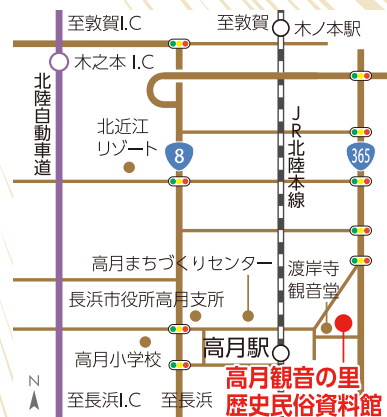 至敦賀I.C
至敦賀
木ノ本駅
木之本 I.C
北陸自動車道
北近江
リゾート
8
JR北陸本線
365
高月まちづくりセンター
渡岸寺
観音堂
長浜市役所高月支所
高月小学校
高月駅
高月観音の里
歴史民俗資料館
N
至長浜I.C
至長浜